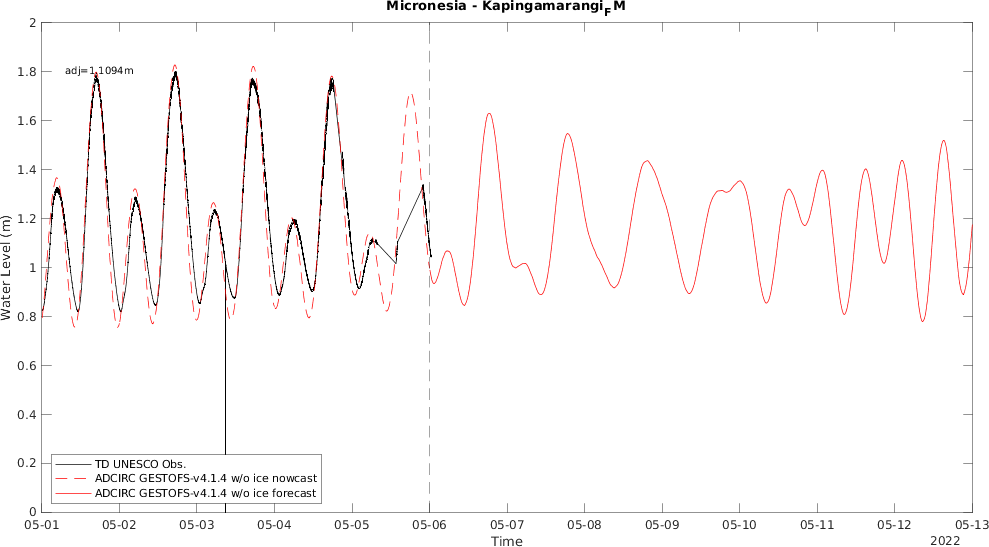 Micronesia - Kapingamarangi_FM
2
1.8
1.6
1.4
1.2
1
0.8
0.6
0.4
0.2
0
Water Level (m)
adj=1.1094m
TD UNESCO Obs.
ADCIRC GESTOFS-v4.1.4 w/o ice nowcast
ADCIRC GESTOFS-v4.1.4 w/o ice forecast
05-01 05-02 05-03 05-04 05-05 05-06 05-07 05-08 05-09 05-10 05-11 05-12 05-13
Time
2022